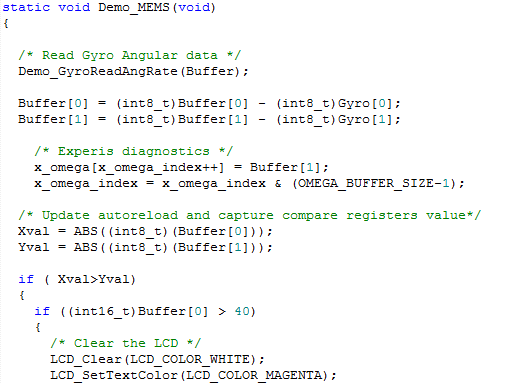 static void Demo_MEMS(void)
{
/* Read Gyro Angular data */
Demo_GyroReadAngRate(Buffer);
Buffer[0] = (int8_t)Buffer[0] - (int8_t)Gyro[0];
Buffer[1] = (int8_t)Buffer[1] - (int8_t)Gyro[1];
/* Experis diagnostics */
x_omega[x_omega_index++] = Buffer[1];
x_omega_index = x_omega_index & (OMEGA_BUFFER_SIZE-1);
/* Update autoreload and capture compare registers value*/
Xval = ABS((int8_t)(Buffer[0]));
Yval = ABS((int8_t)(Buffer[1]));
if ( Xval>Yval)
{
if ((int16_t)Buffer[0] > 40)
{
/* Clear the LCD */
LCD_Clear(LCD_COLOR_WHITE);
LCD_SetTextColor(LCD_COLOR_MAGENTA);